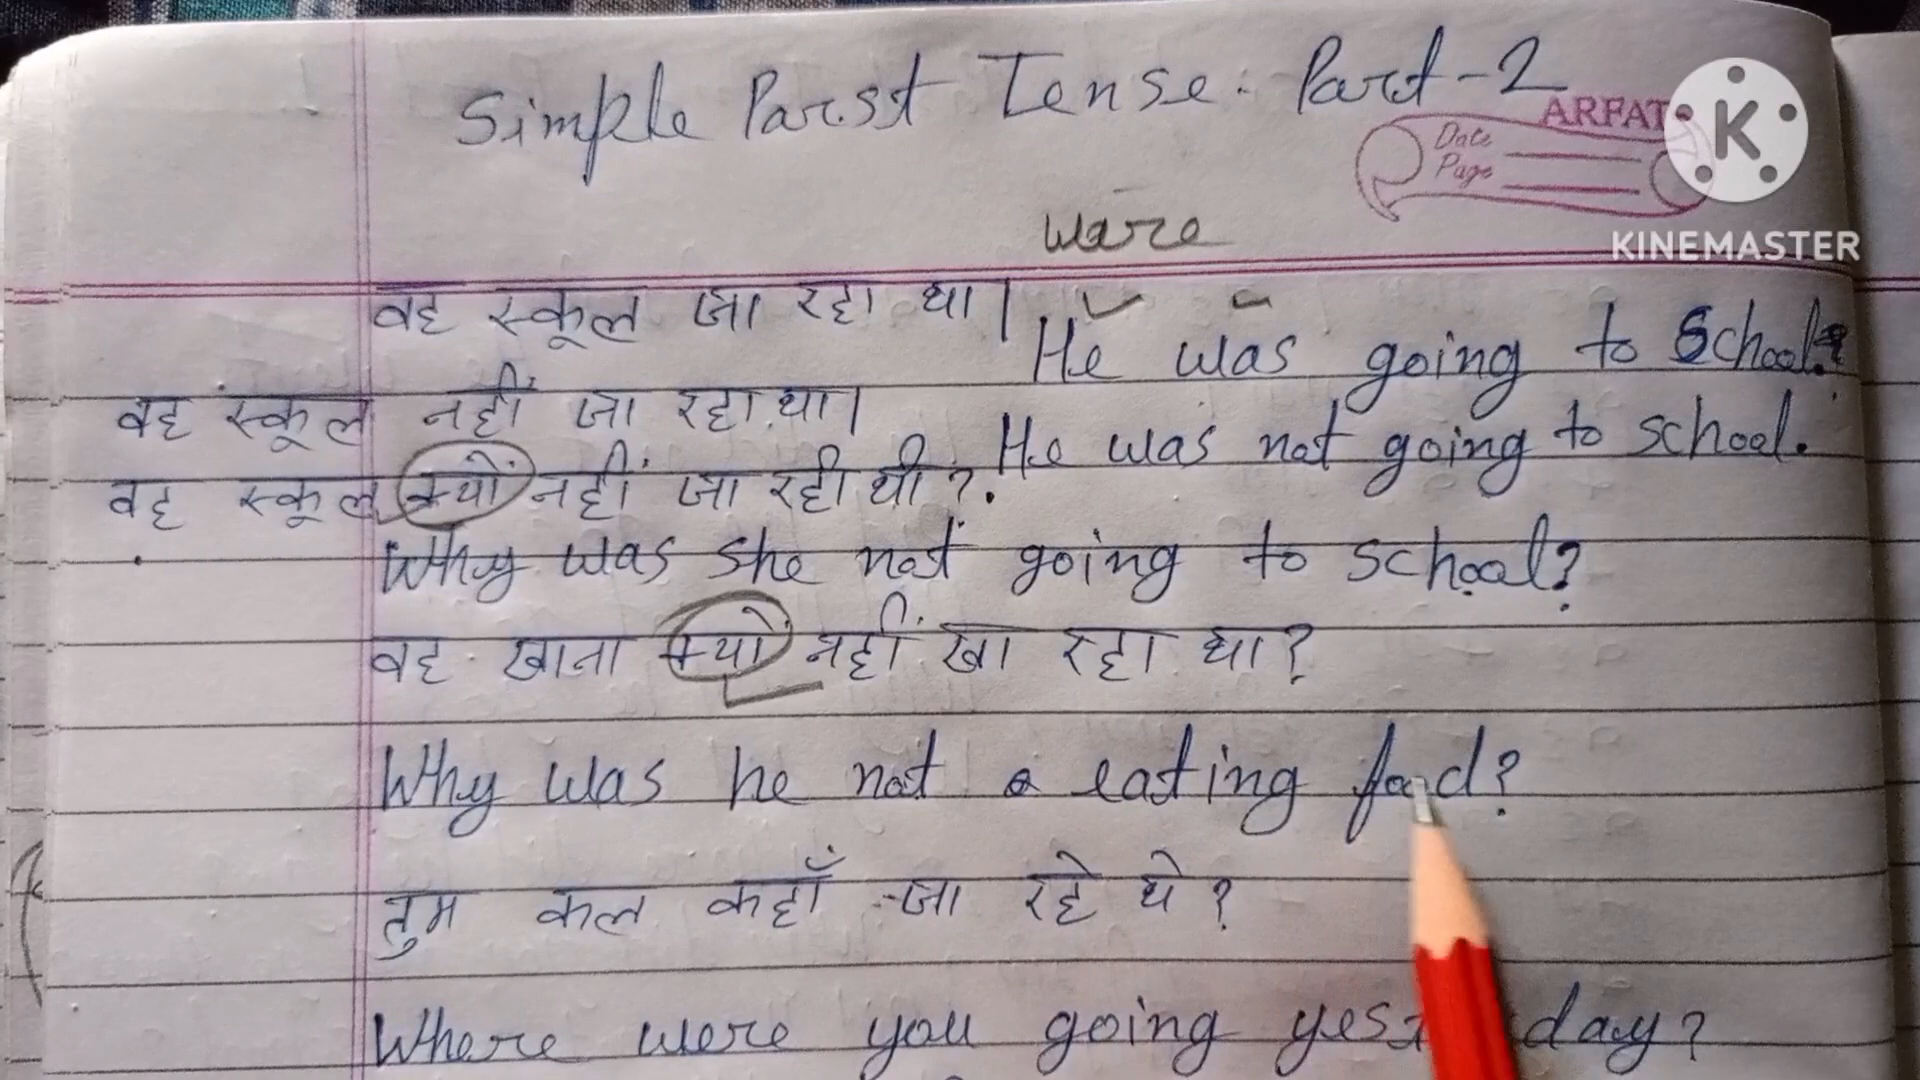 Simple Parst Tense. Part-2
ARFAT
Date
Page
KINEMASTER
were
वह स्कूल जा रहा था।
He was going to School.
वह स्कूल नहीं जा रहा था।
He was not going to school.
वह स्कूल क्यों नहीं जा रही थी?
Why was she not going to school?
वह खाना क्यों नहीं खा रहा था?
Why was he not eating food?
तुम कल कहाँ जा रहे थे?
Where were you going day?